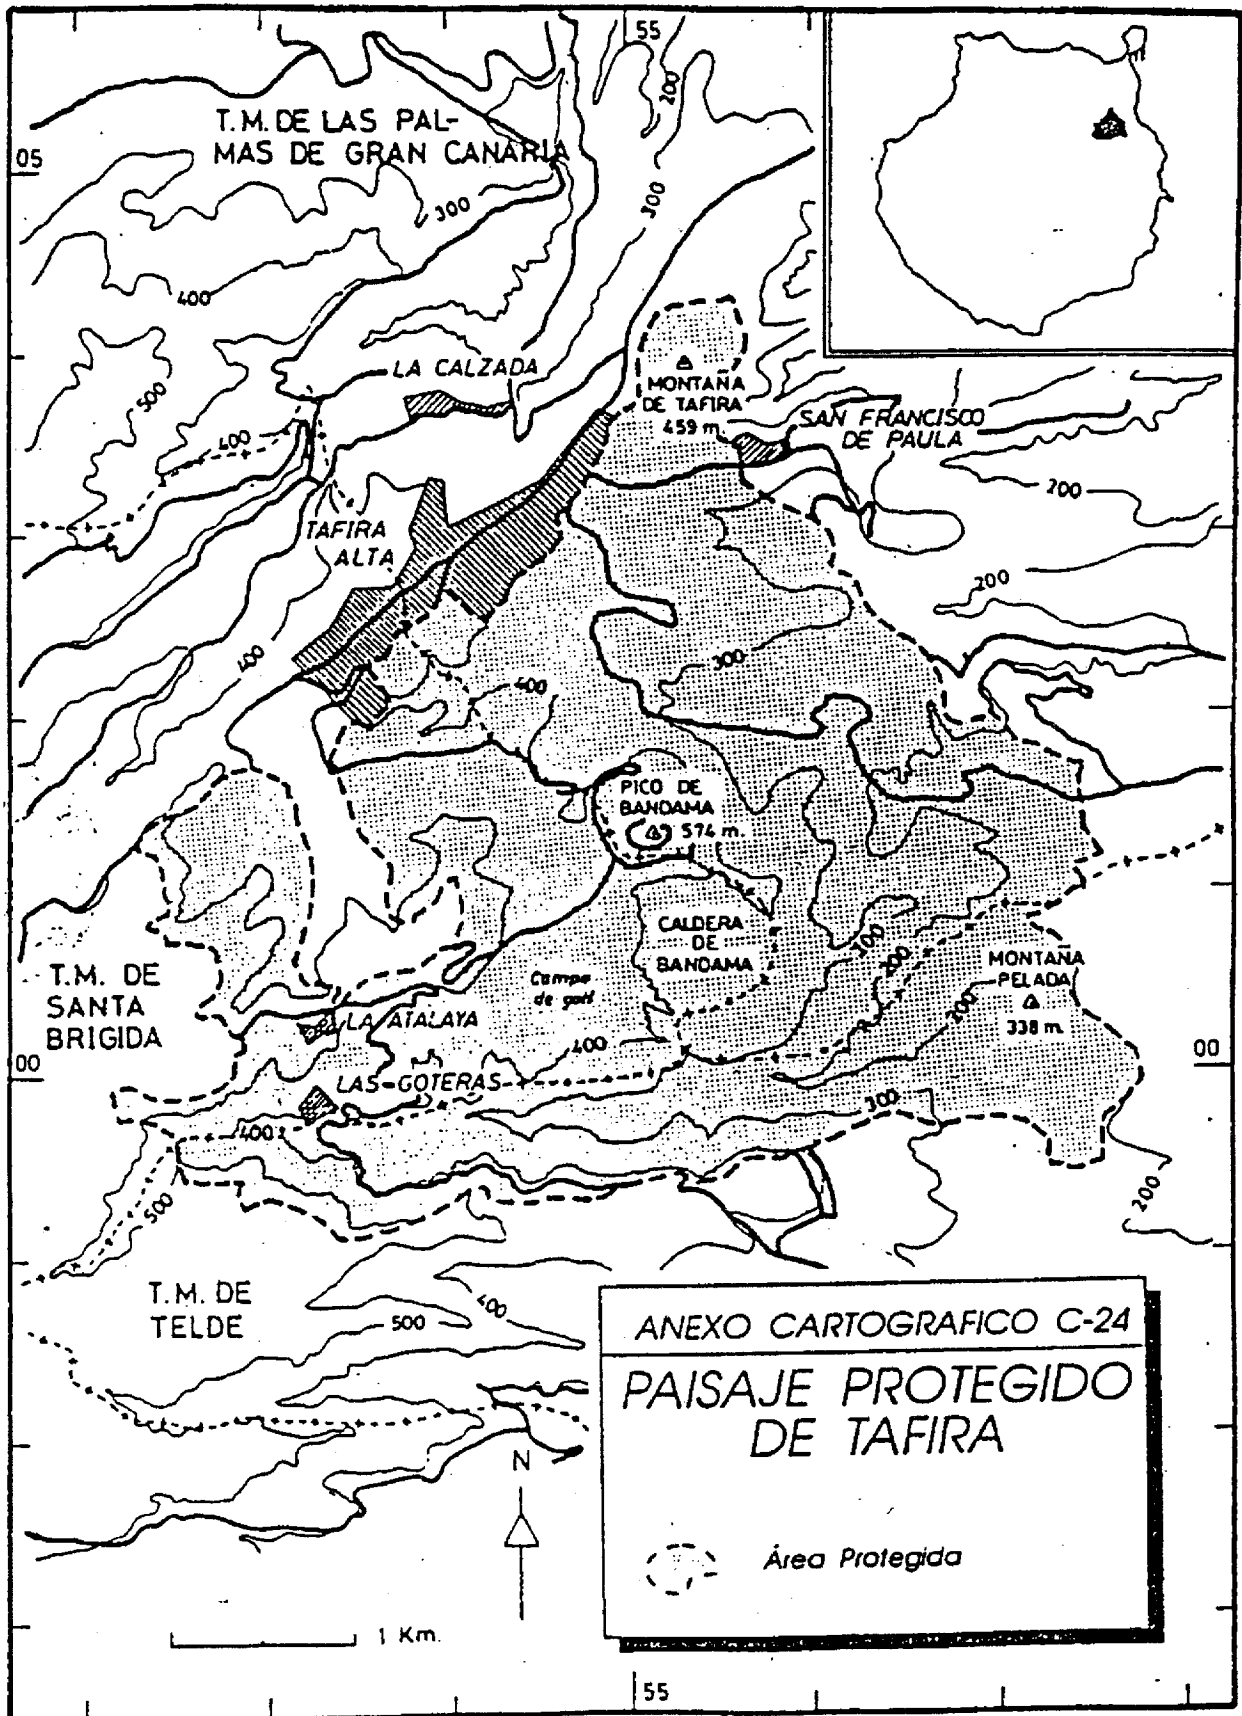 55
200
T.M. DE LAS PAL-
MAS DE GRAN CANARIA
05
300
300
400
LA CALZADA
MONTAÑA
DE TAFIRA
459 m.
500
SAN FRANCISCO
DE PAULA
400
200
TAFIRA
ALTA
200
400
300
400
PICO DE
BANDAMA
574 m.
CALDERA
DE
BANDAMA
300
200
MONTAÑA
PELADA
338 m.
200
T.M. DE
SANTA
BRIGIDA
Campo
de golf
LA ATALAYA
400
00
00
LAS GOTERAS
300
400
500
200
T.M. DE
TELDE
400
500
ANEXO CARTOGRAFICO C-24
PAISAJE PROTEGIDO
DE TAFIRA
N
Área Protegida
1 Km.
55